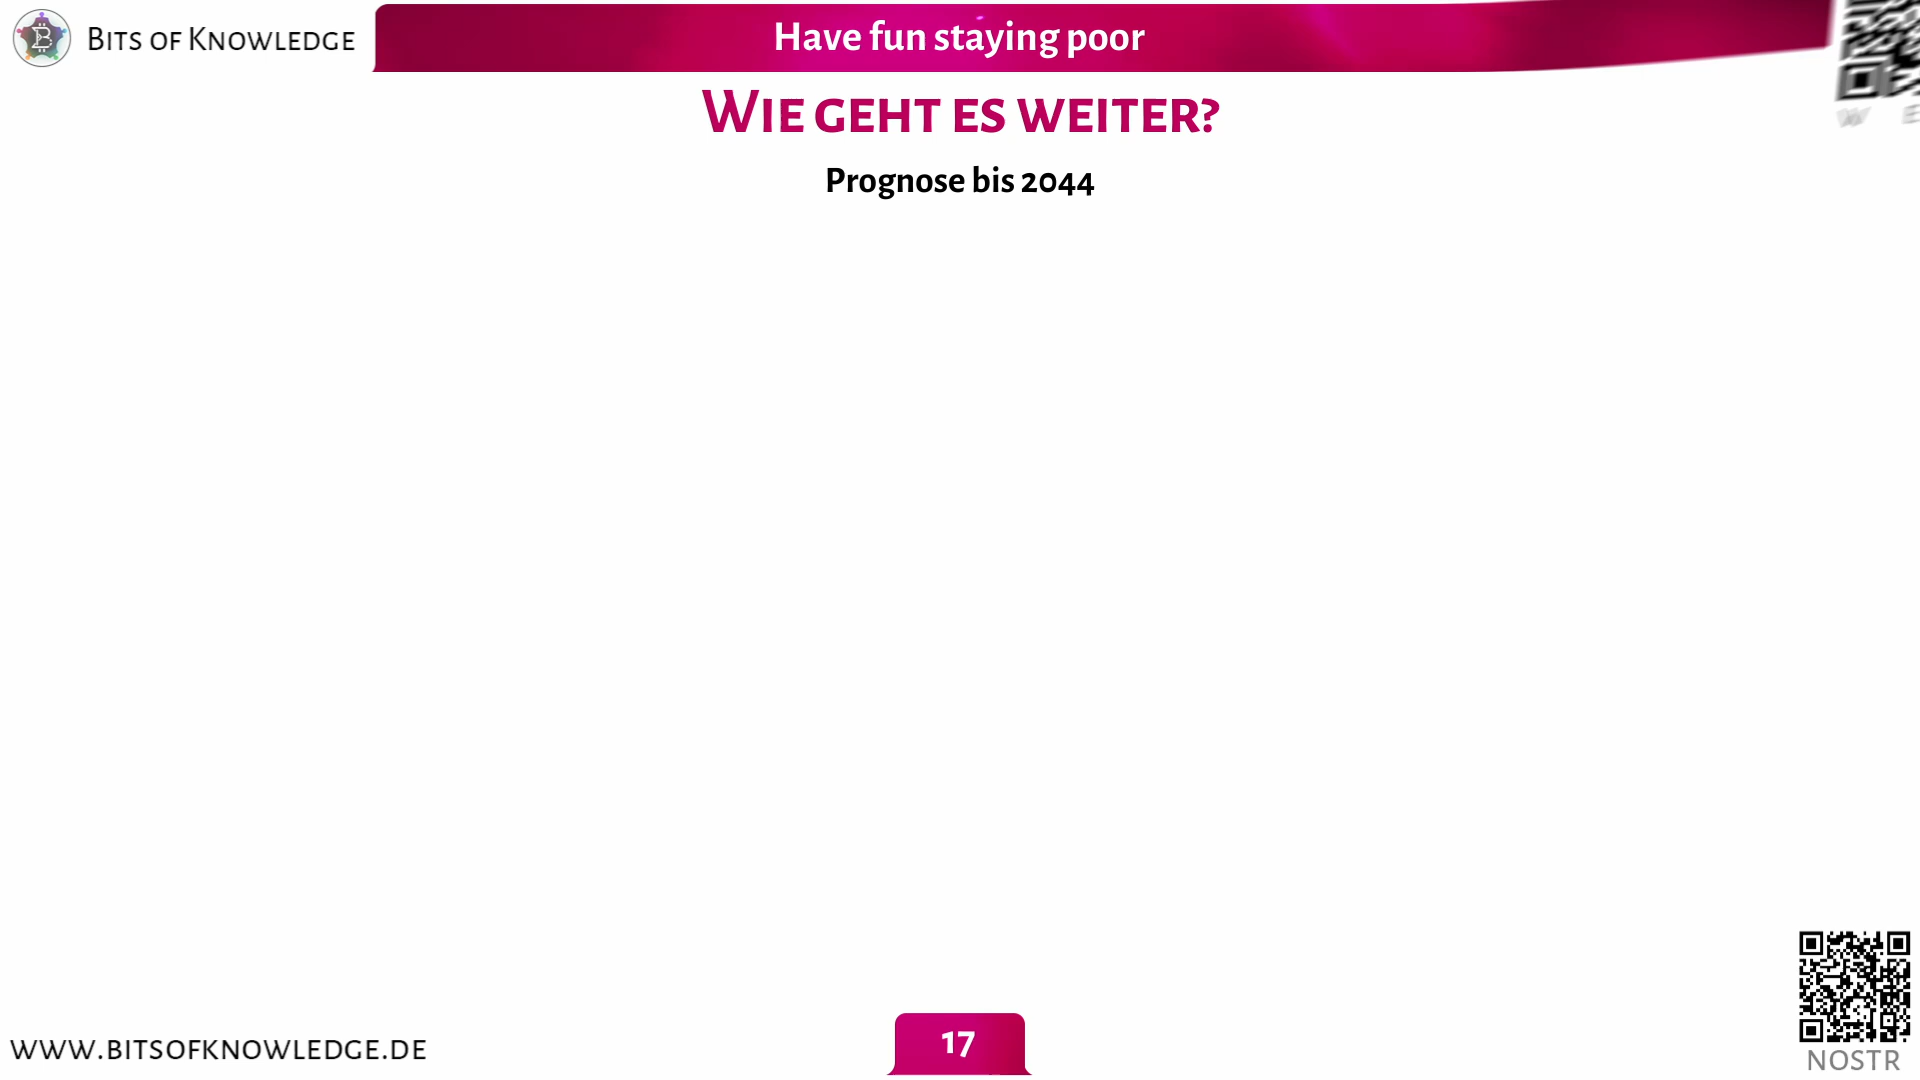 Bits of Knowledge
Have fun staying poor
Wie geht es weiter?
Prognose bis 2044
www.bitsofknowledge.de
17
NOSTR